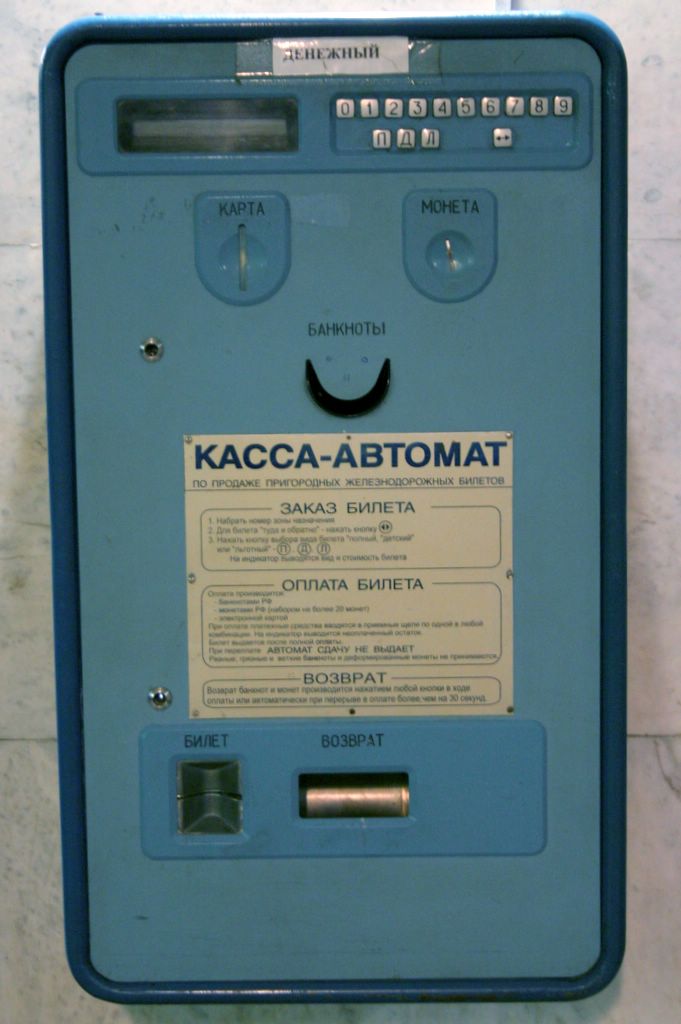 ДЕНЕЖНЫЙ
0 1 2 3 4 5 6 7 8 9
П Д Л ↔
КАРТА МОНЕТА
БАНКНОТЫ
КАССА-АВТОМАТ
ПО ПРОДАЖЕ ПРИГОРОДНЫХ ЖЕЛЕЗНОДОРОЖНЫХ БИЛЕТОВ
ЗАКАЗ БИЛЕТА
1. Набрать номер зоны назначения
2. Для билета "туда и обратно" - нажать кнопку
3. Нажать кнопку выбора вида билета "полный, "детский"
или "льготный" - П, Д, Л
На индикатор выводятся вид и стоимость билета
ОПЛАТА БИЛЕТА
Оплата производится:
- банкнотами РФ
- монетами РФ (набором не более 20 монет)
- электронной картой
При оплате платежные средства вводятся в приемные щели по одной в любой
комбинации. На индикатор выводится неоплаченный остаток.
Билет выдается после полной оплаты.
При переплате АВТОМАТ СДАЧУ НЕ ВЫДАЕТ
Рваные, грязные и ветхие банкноты и деформированные монеты не принимаются.
ВОЗВРАТ
Возврат банкнот и монет производится нажатием любой кнопки в ходе
оплаты или автоматически при перерыве в оплате более, чем на 30 секунд.
БИЛЕТ ВОЗВРАТ